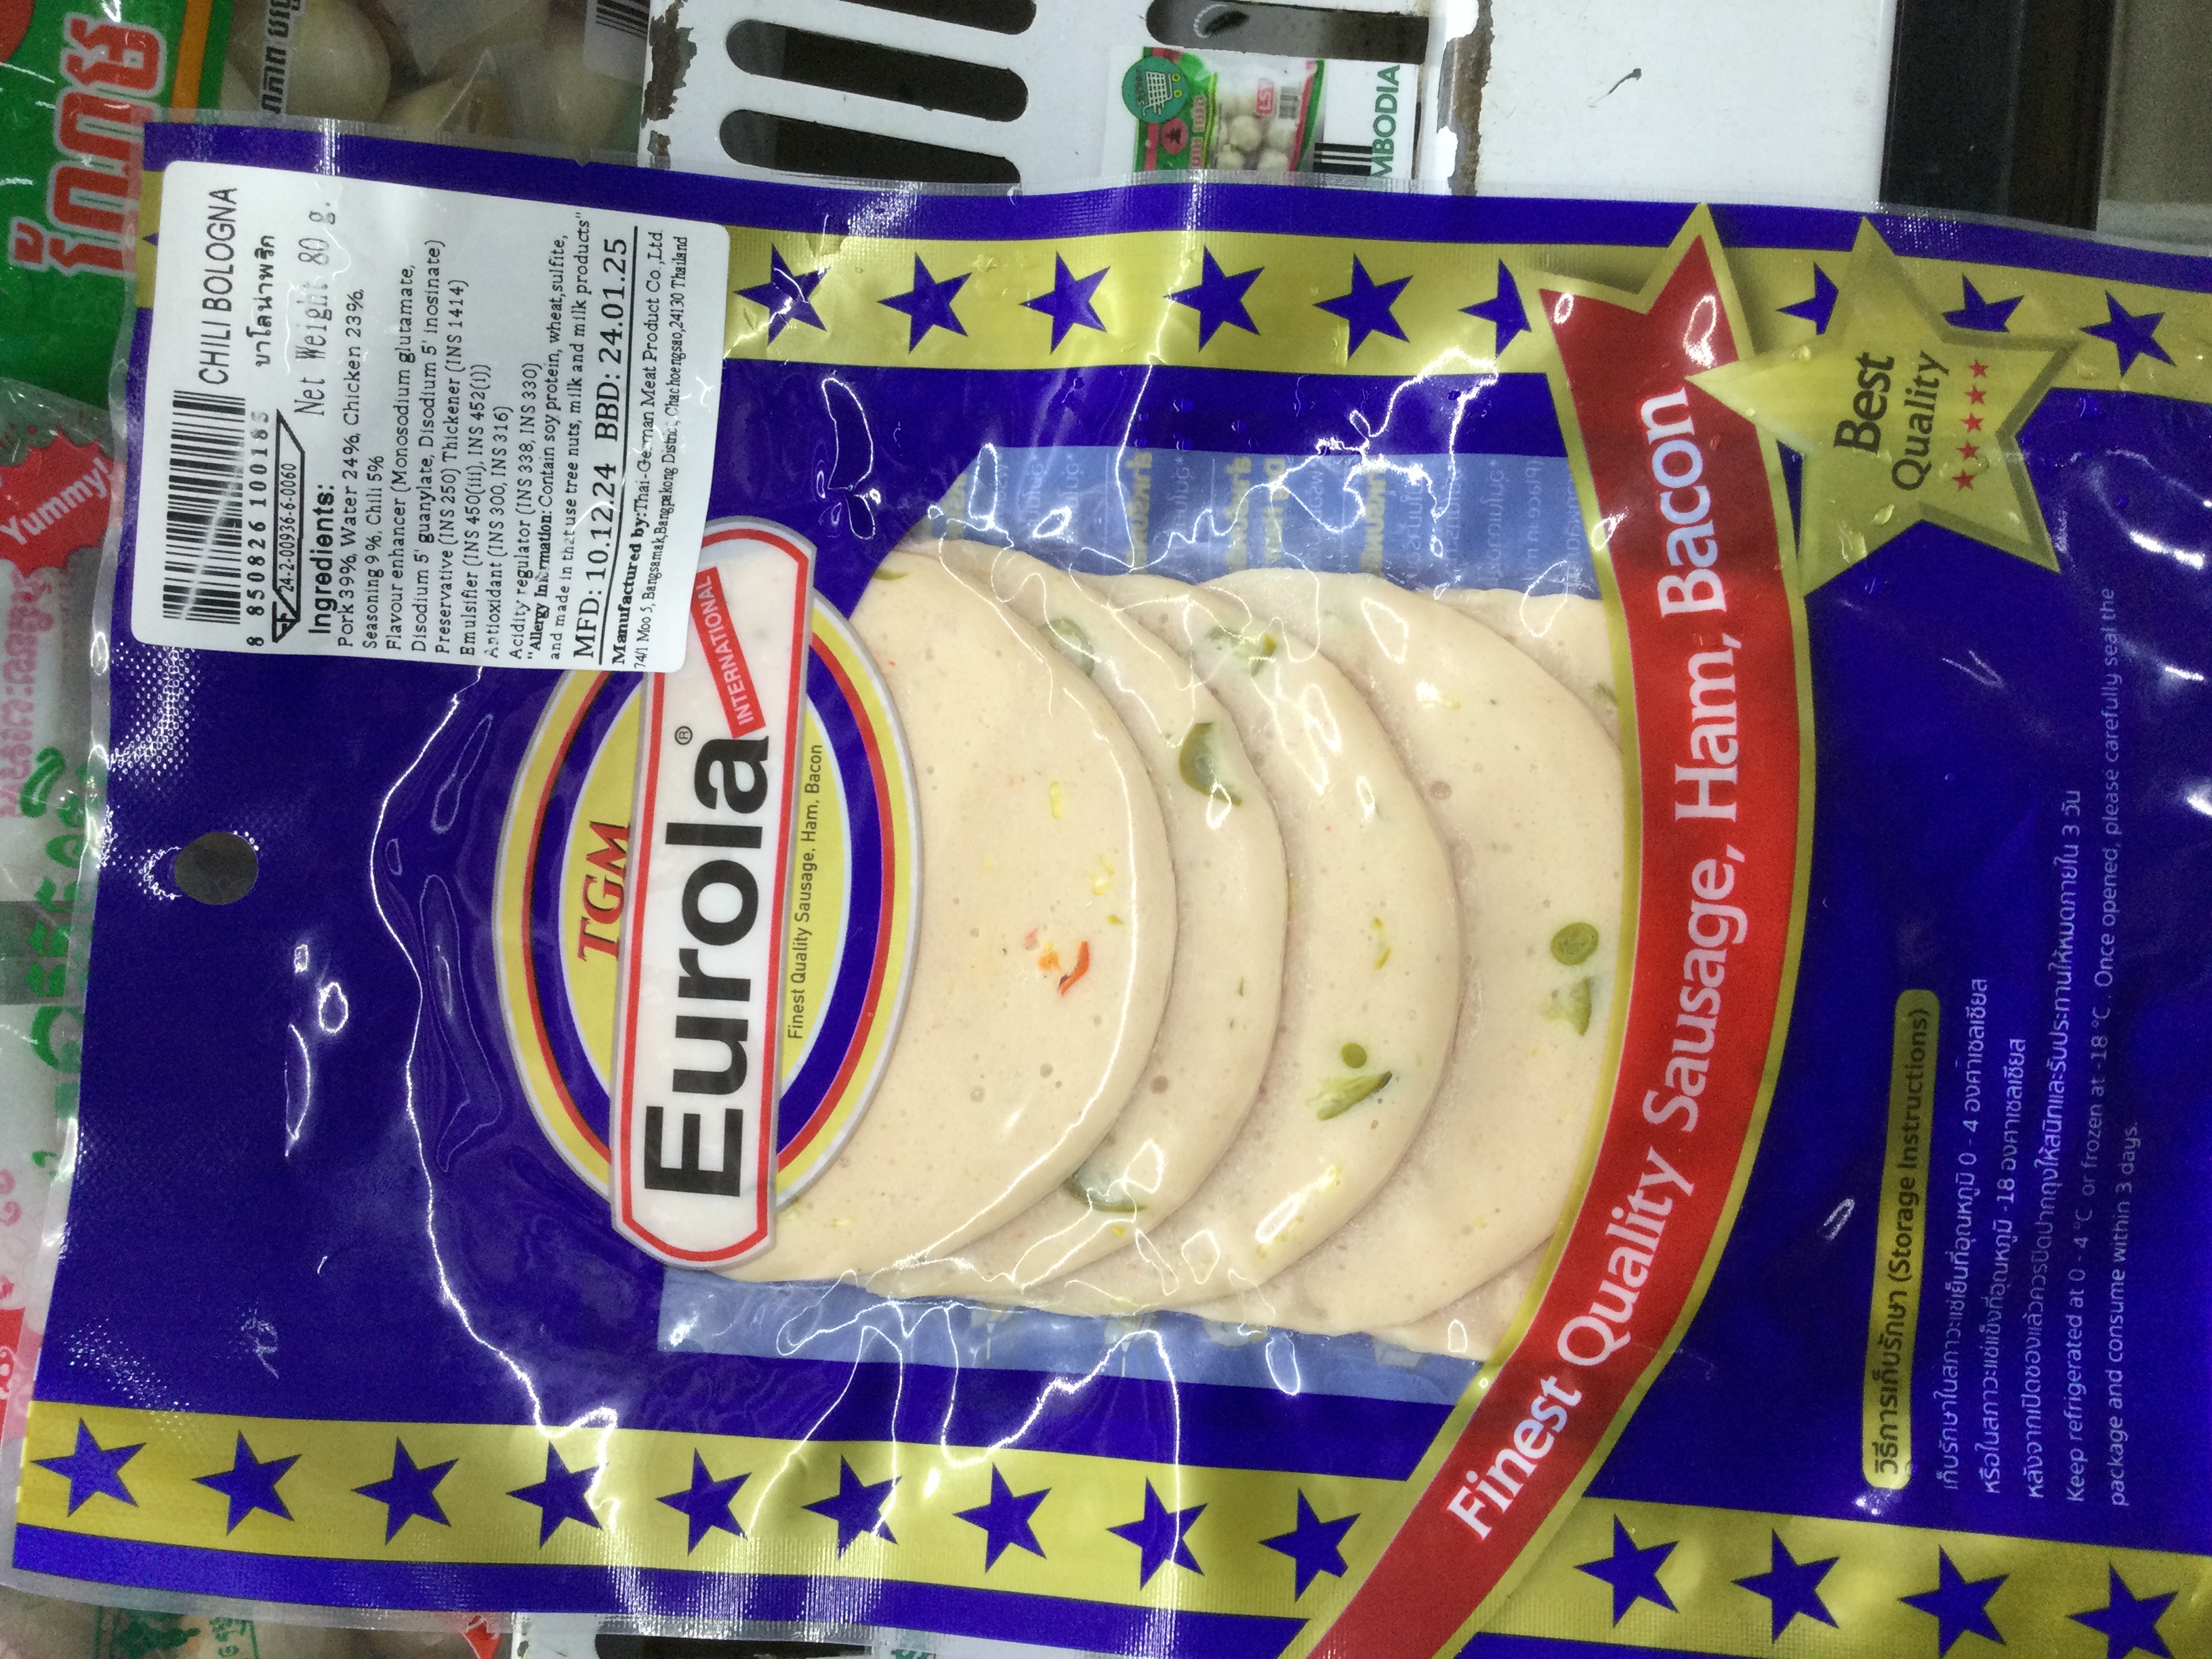 CHILI BOLOGNA
บาโลน่าพริก
8 850826 100185
24-2-00936-6-0060
Net Weight 80 g.
Ingredients:
Pork 39%, Water 24%, Chicken 23%,
Seasoning 9 %, Chili 5%
Flavour enhancer (Monosodium glutamate,
Disodium 5' guanylate, Disodium 5' inosinate)
Preservative (INS 250) Thickener (INS 1414)
Emulsifier (INS 450(iii), INS 452(i))
Antioxidant (INS 300, INS 316)
Acidity regulator (INS 338, INS 330)
"Allergy Information: Contain soy protein, wheat,sulfite,
and made in that use tree nuts, milk and milk products"
MFD: 10.12.24 BBD: 24.01.25
Manufactured by:Thai-German Meat Product Co.,Ltd
74/1 Moo 5, Bangsamak,Bangpakong District, Chachoengsao,24130 Thailand
TGM
Eurola®
INTERNATIONAL
Finest Quality Sausage, Ham, Bacon
Finest Quality Sausage, Ham, Bacon
Best
Quality
วิธีการเก็บรักษา (Storage Instructions)
เก็บรักษาในสภาวะแช่เย็นที่อุณหภูมิ 0 - 4 องศาเซลเซียส
หรือในสภาวะแช่แข็งที่อุณหภูมิ -18 องศาเซลเซียส
หลังจากเปิดซองแล้วควรปิดปากถุงให้สนิทและรับประทานให้หมดภายใน 3 วัน
Keep refrigerated at 0 - 4 °C or frozen at -18 °C . Once opened, please carefully seal the
package and consume within 3 days.
Yummy!
MBODIA